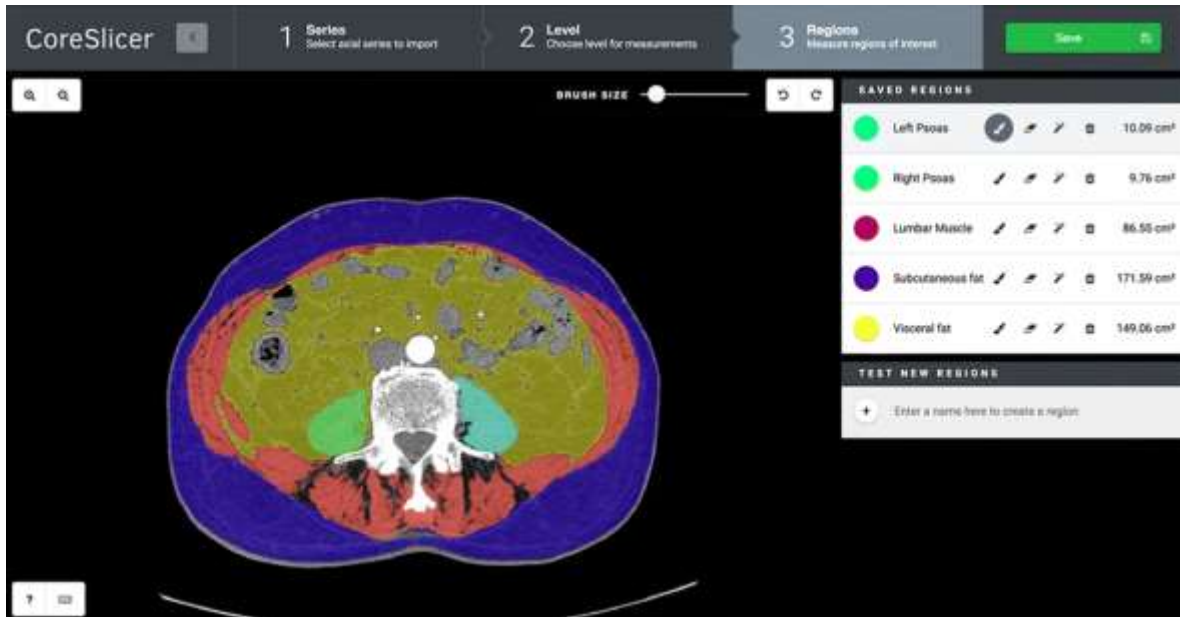 CoreSlicer
1 Series
Select axial series to import
2 Level
Choose level for measurements
3 Regions
Measure regions of interest
Save
BRUSH SIZE
SAVED REGIONS
Left Psoas 10.09 cm²
Right Psoas 9.76 cm²
Lumbar Muscle 86.55 cm²
Subcutaneous fat 171.59 cm²
Visceral fat 149.06 cm²
TEST NEW REGIONS
+ Enter a name here to create a region
?